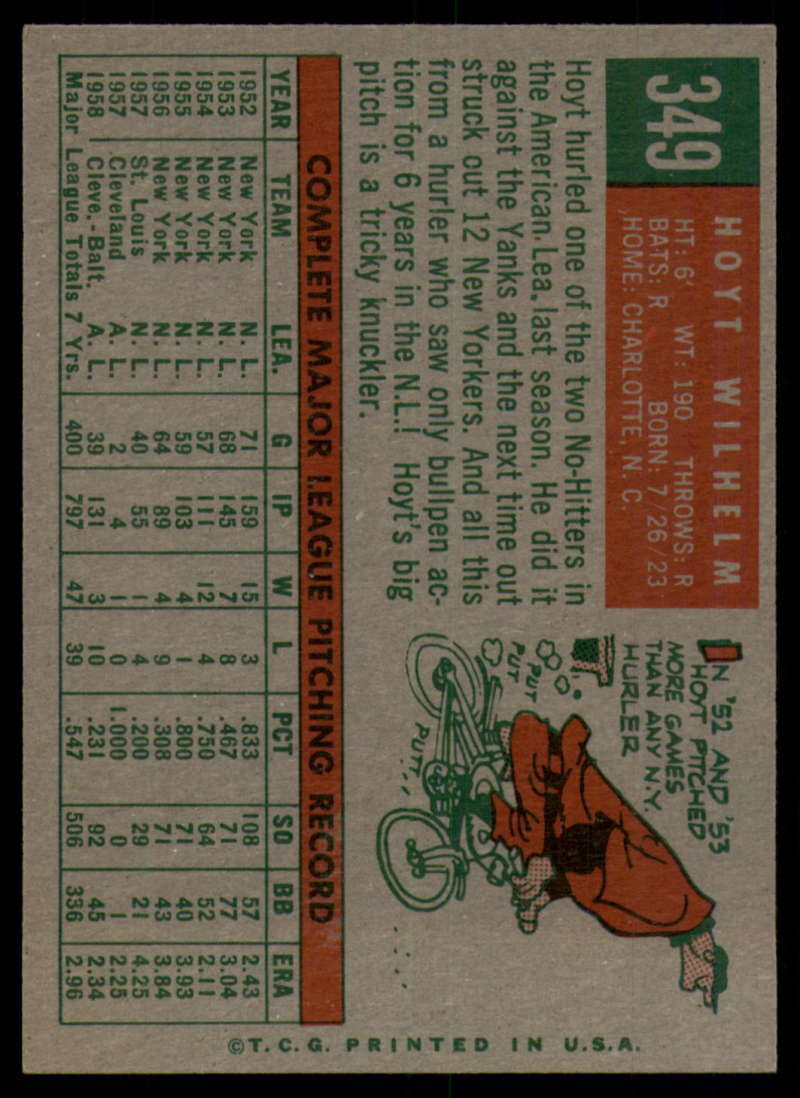 349
HOYT WILHELM
HT: 6' WT: 190 THROWS: R
BATS: R BORN: 7/26/23
HOME: CHARLOTTE, N. C.
Hoyt hurled one of the two No-Hitters in
the American. Lea. last season. He did it
against the Yanks and the next time out
struck out 12 New Yorkers. And all this
from a hurler who saw only bullpen ac-
tion for 6 years in the N.L.! Hoyt's big
pitch is a tricky knuckler.
IN '52 AND '53
HOYT PITCHED
MORE GAMES
THAN ANY N.Y.
HURLER
PUT
PUT
PUTT...
COMPLETE MAJOR LEAGUE PITCHING RECORD
YEAR TEAM LEA. G IP W L PCT SO BB ERA
1952 New York N. L. 71 159 15 3 .833 108 57 2.43
1953 New York N. L. 68 145 7 8 .467 71 77 3.04
1954 New York N. L. 57 111 12 4 .750 64 52 2.11
1955 New York N. L. 59 103 4 1 .800 71 40 3.93
1956 New York N. L. 64 89 4 9 .308 71 43 3.84
1957 St. Louis N. L. 40 55 1 4 .200 29 21 4.25
1957 Cleveland A. L. 2 4 1 0 1.000 0 1 2.25
1958 Cleve.-Balt. A. L. 39 131 3 10 .231 92 45 2.34
Major League Totals 7 Yrs. 400 797 47 39 .547 506 336 2.96
©T.C.G. PRINTED IN U.S.A.